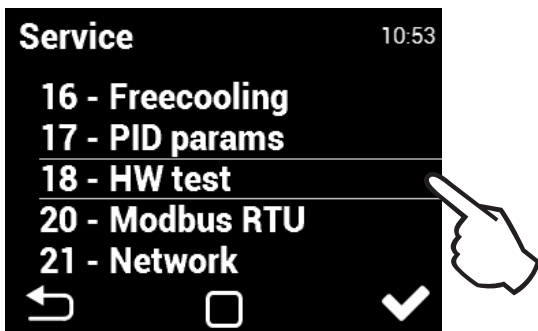 Service 10:53
16 - Freecooling
17 - PID params
18 - HW test
20 - Modbus RTU
21 - Network